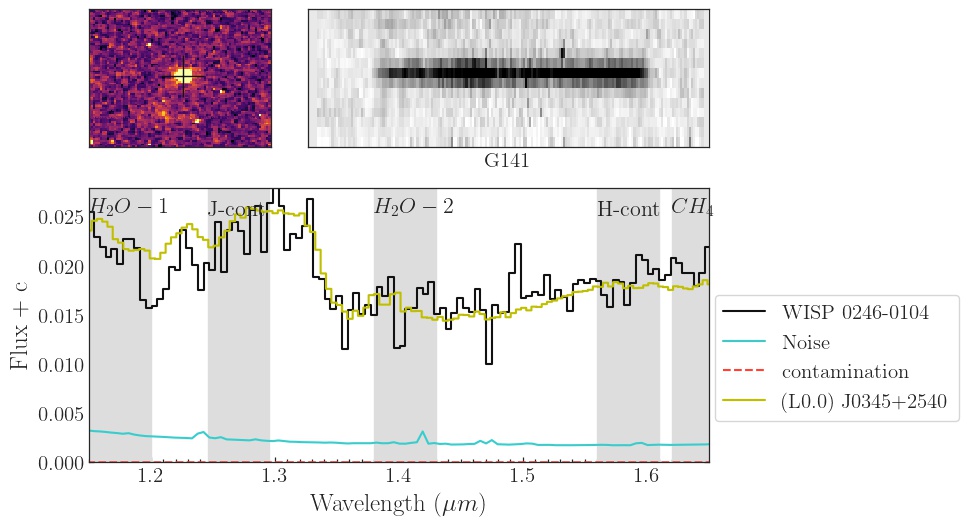 G141
H₂O − 1 J-cont H₂O − 2 H-cont CH₄
0.025
0.020
0.015
0.010
0.005
0.000
Flux + c
1.2 1.3 1.4 1.5 1.6
Wavelength (μm)
WISP 0246-0104
Noise
contamination
(L0.0) J0345+2540